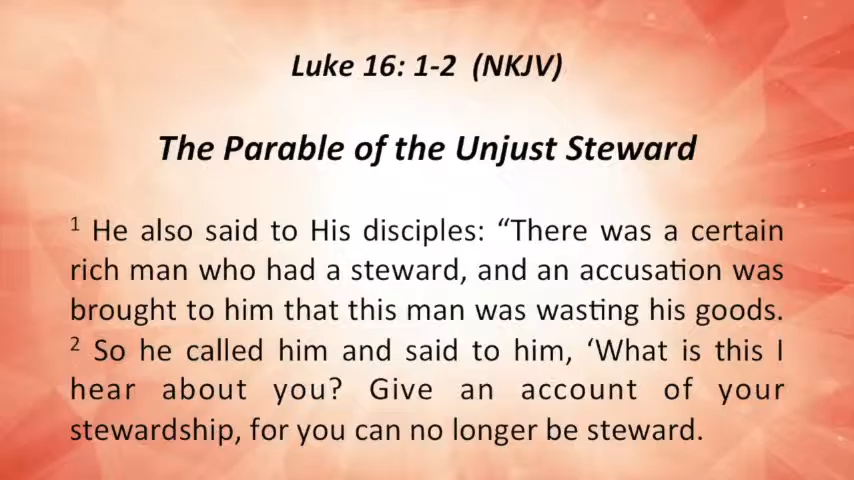 Luke 16: 1-2 (NKJV)
The Parable of the Unjust Steward
1 He also said to His disciples: “There was a certain
rich man who had a steward, and an accusation was
brought to him that this man was wasting his goods.
2 So he called him and said to him, ‘What is this I
hear about you? Give an account of your
stewardship, for you can no longer be steward.